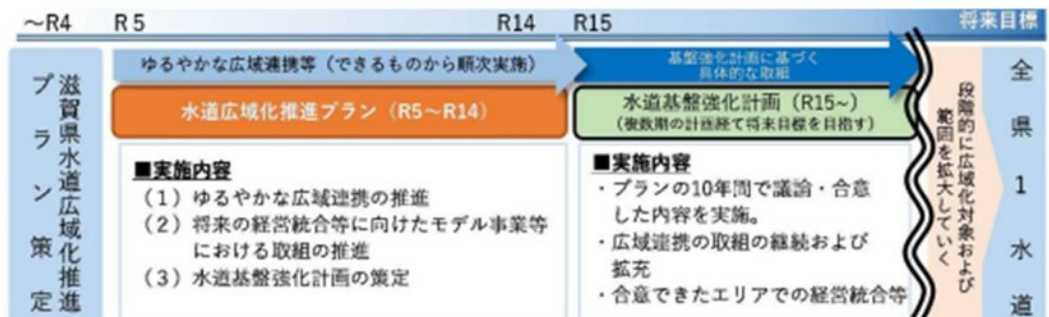 ～R4
R5
R14
R15
将来目標
滋賀県水道広域化推進
プラン策定
ゆるやかな広域連携等（できるものから順次実施）
水道広域化推進プラン（R5～R14）
■実施内容
（1）ゆるやかな広域連携の推進
（2）将来の経営統合等に向けたモデル事業等
における取組の推進
（3）水道基盤強化計画の策定
基盤強化計画に基づく
具体的な取組
水道基盤強化計画（R15~）
（複数期の計画経て将来目標を目指す）
■実施内容
・プランの10年間で議論・合意
した内容を実施。
・広域連携の取組の継続および
拡充
・合意できたエリアでの経営統合等
段階的に広域化対象および
範囲を拡大していく
全県1水道